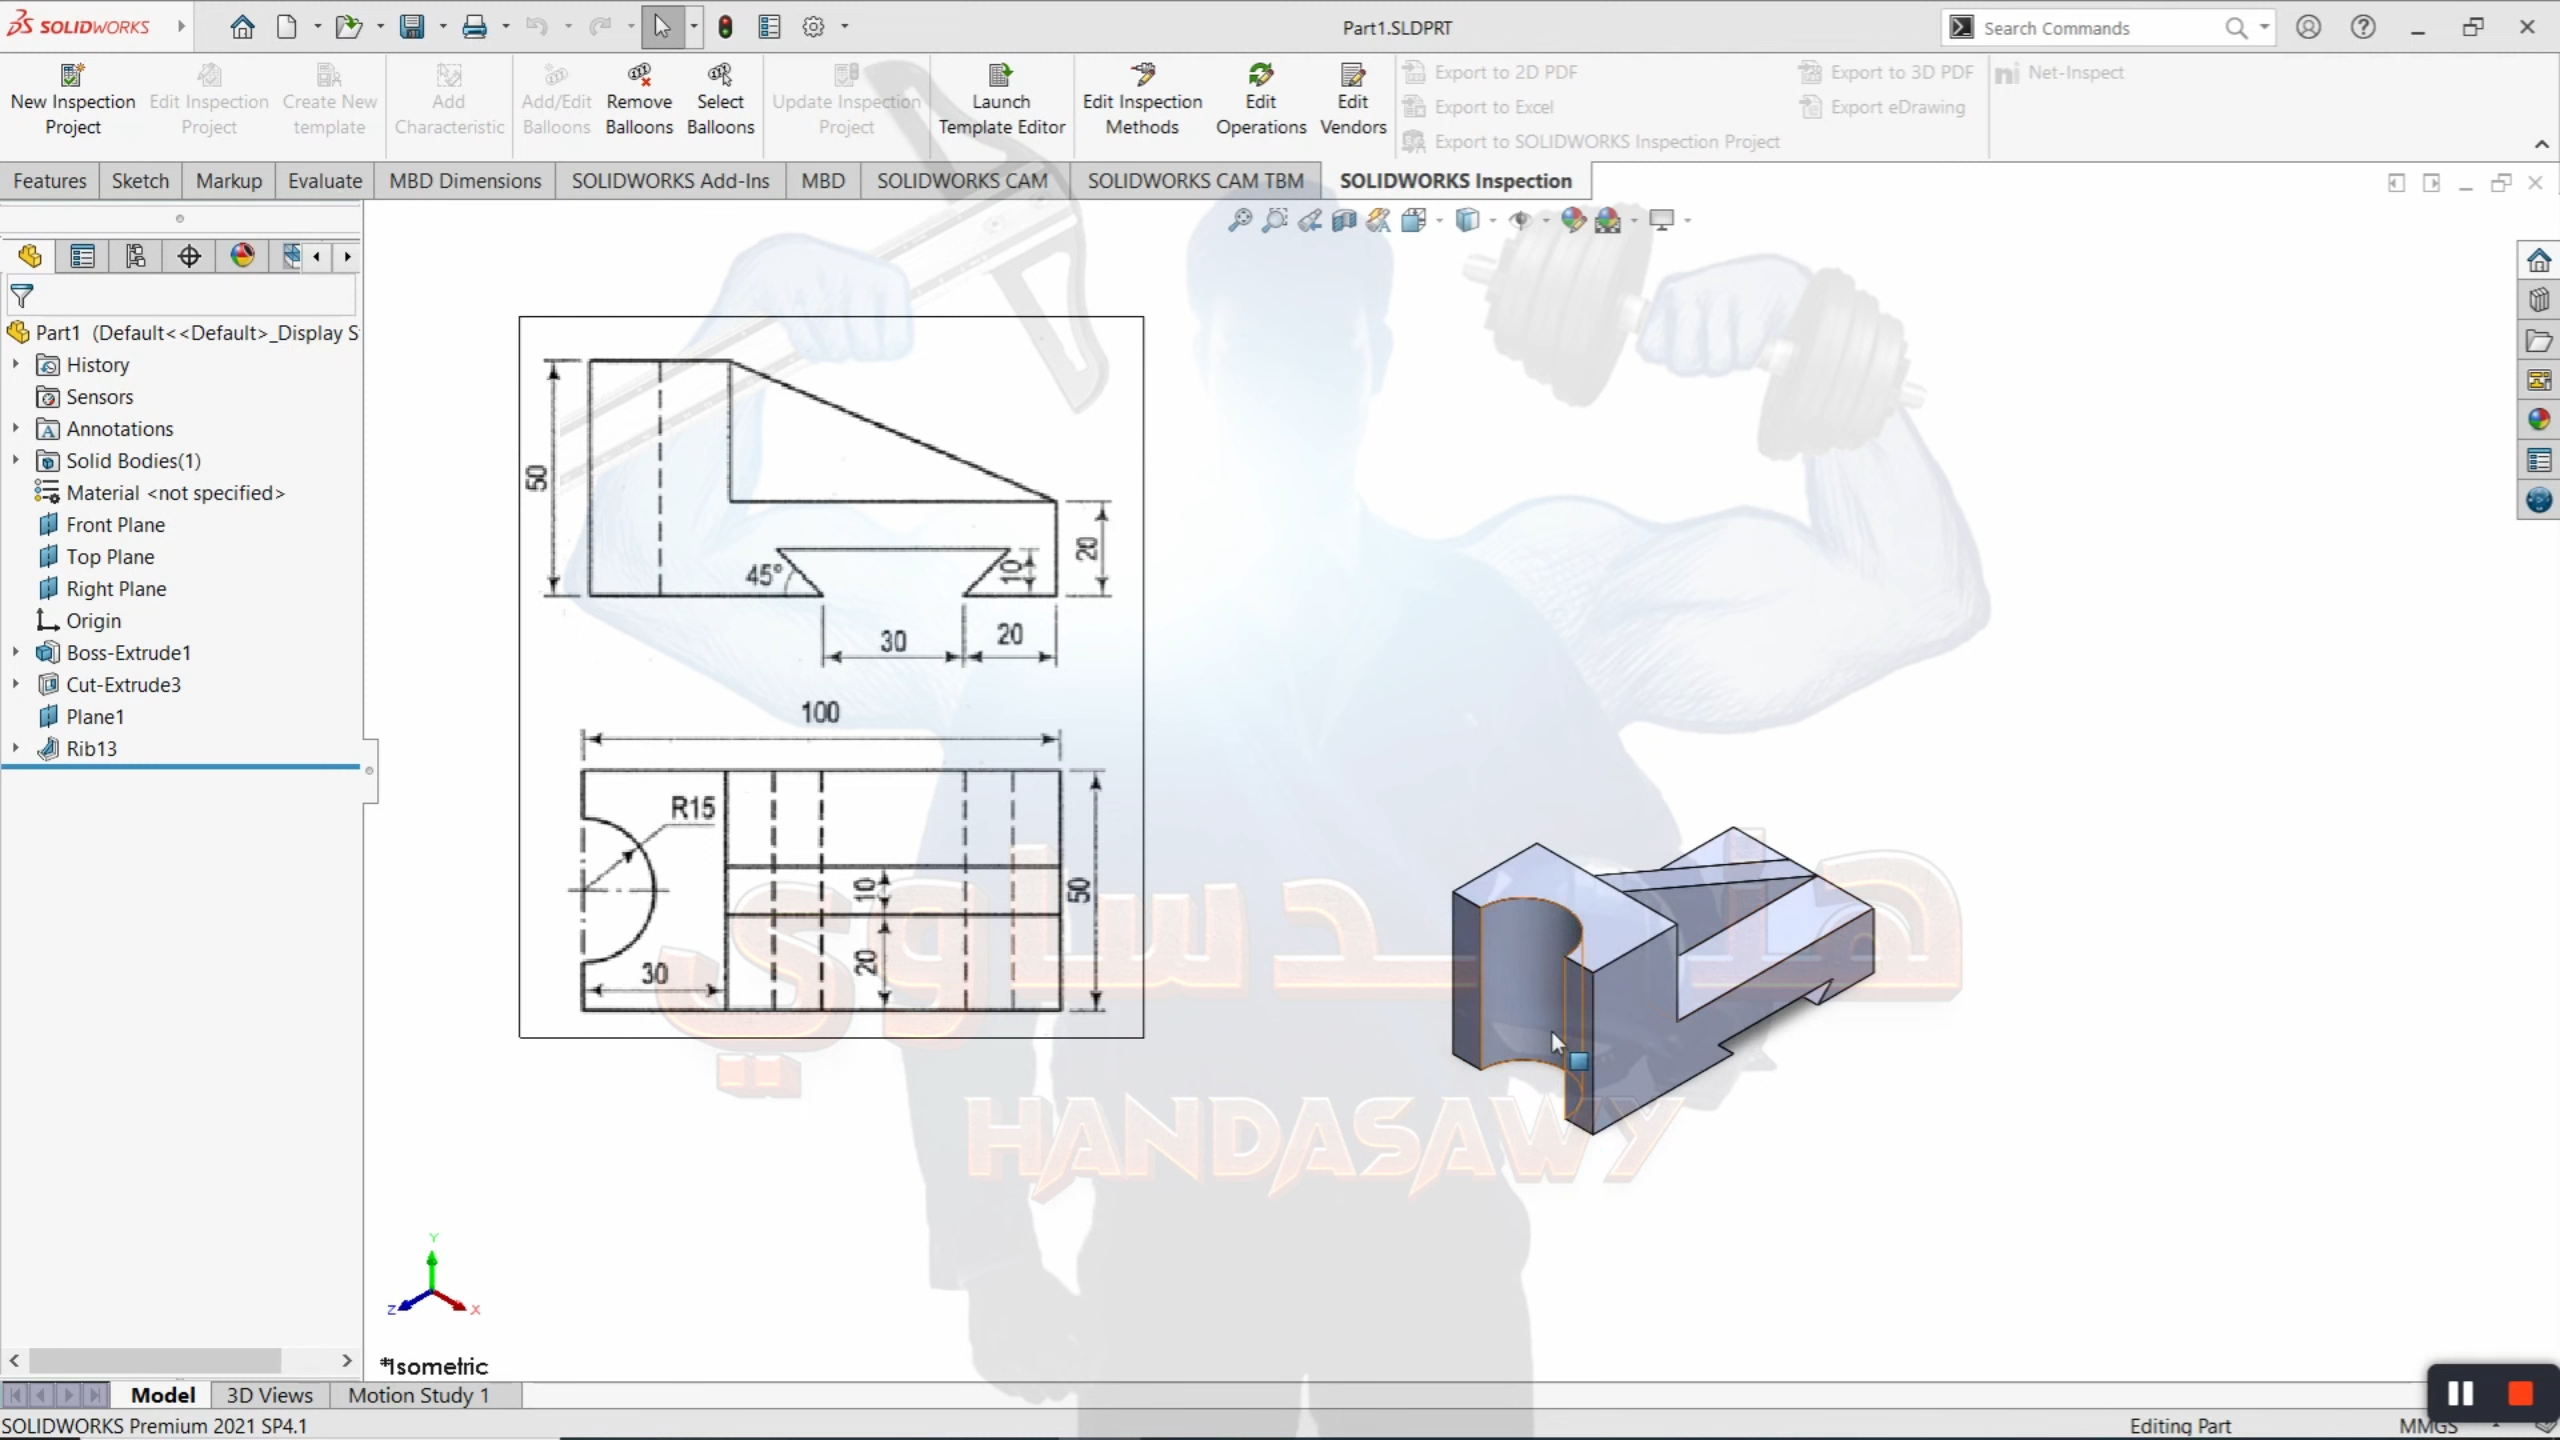 SOLIDWORKS
Part1.SLDPRT
Search Commands
New Inspection Project
Edit Inspection Project
Create New template
Add Characteristic
Add/Edit Balloons
Remove Balloons
Select Balloons
Update Inspection Project
Launch Template Editor
Edit Inspection Methods
Edit Operations
Edit Vendors
Export to 2D PDF
Export to Excel
Export to SOLIDWORKS Inspection Project
Export to 3D PDF
Export eDrawing
Net-Inspect
Features
Sketch
Markup
Evaluate
MBD Dimensions
SOLIDWORKS Add-Ins
MBD
SOLIDWORKS CAM
SOLIDWORKS CAM TBM
SOLIDWORKS Inspection
Part1 (Default<<Default>_Display S
History
Sensors
Annotations
Solid Bodies(1)
Material <not specified>
Front Plane
Top Plane
Right Plane
Origin
Boss-Extrude1
Cut-Extrude3
Plane1
Rib13
50
45°
10
20
30
20
100
R15
10
50
30
20
هندساوي
HANDASAWY
Y
Z
X
*Isometric
Model
3D Views
Motion Study 1
SOLIDWORKS Premium 2021 SP4.1
Editing Part
MMGS